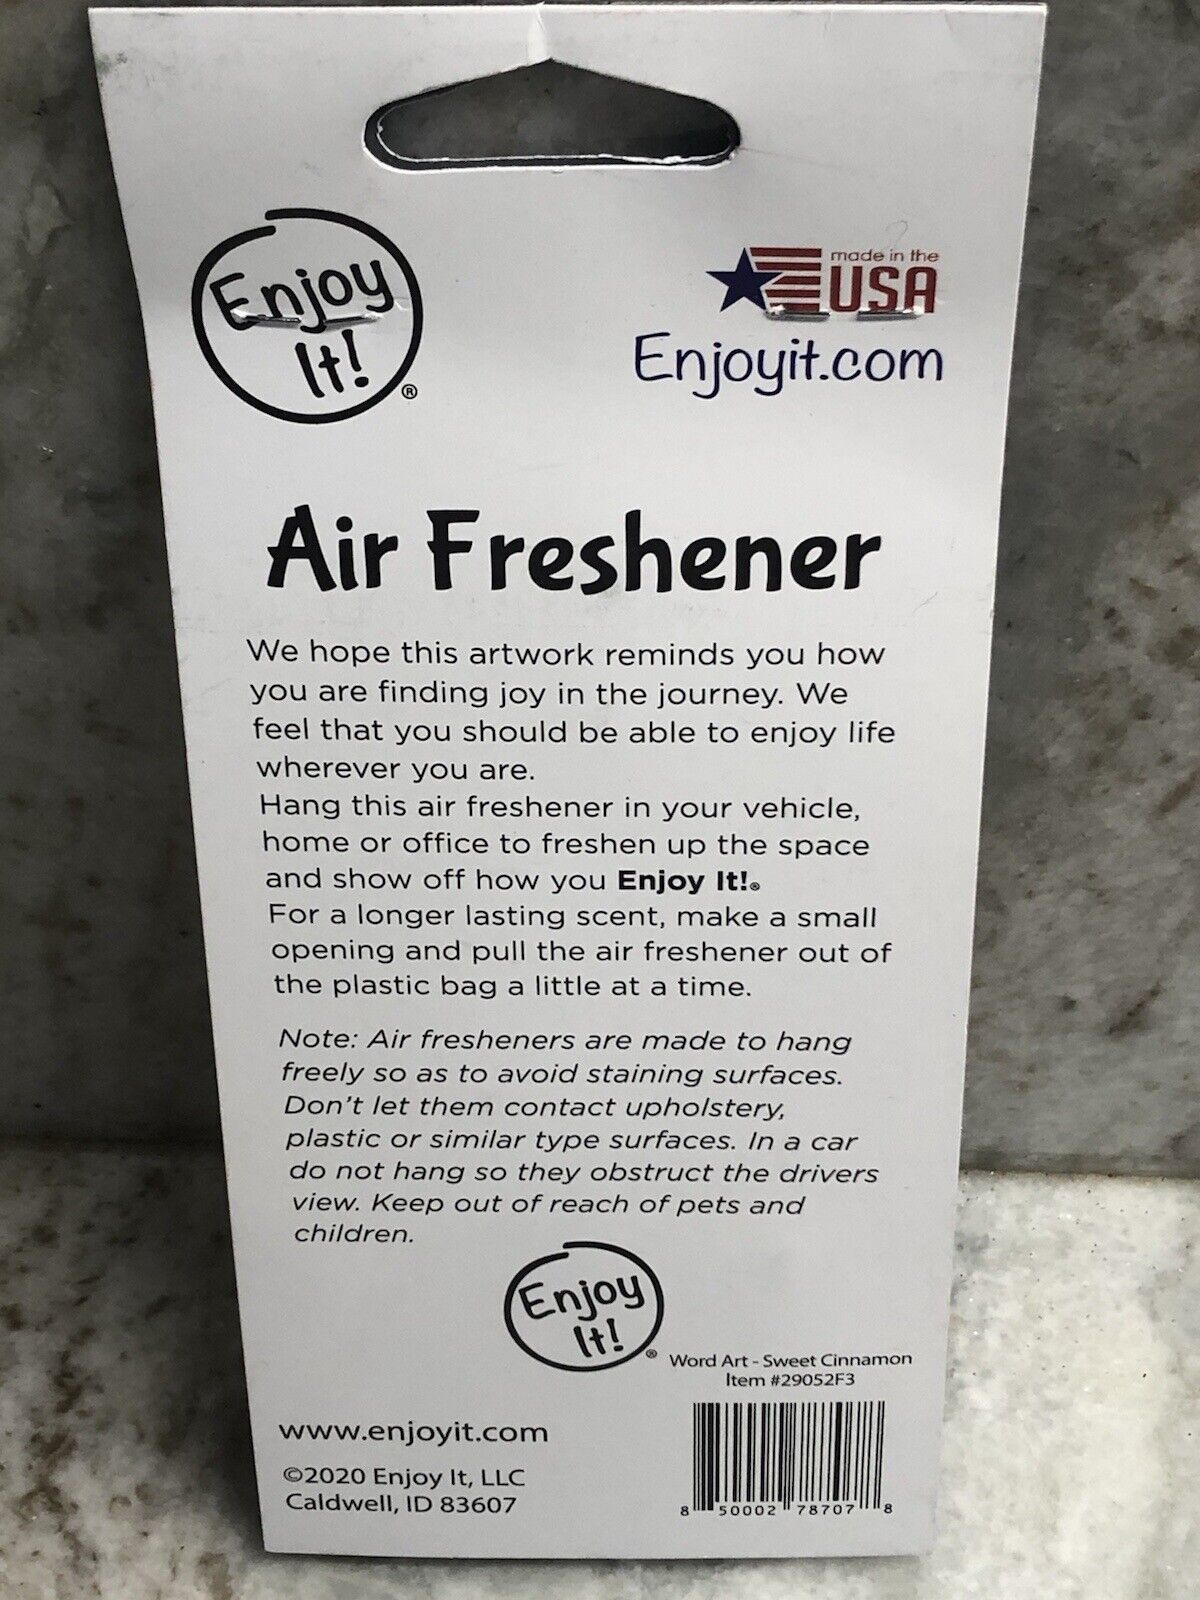 Enjoy
It!®
made in the
USA
Enjoyit.com
Air Freshener
We hope this artwork reminds you how
you are finding joy in the journey. We
feel that you should be able to enjoy life
wherever you are.
Hang this air freshener in your vehicle,
home or office to freshen up the space
and show off how you Enjoy It!®
For a longer lasting scent, make a small
opening and pull the air freshener out of
the plastic bag a little at a time.
Note: Air fresheners are made to hang
freely so as to avoid staining surfaces.
Don't let them contact upholstery,
plastic or similar type surfaces. In a car
do not hang so they obstruct the drivers
view. Keep out of reach of pets and
children.
Enjoy
It!®
Word Art - Sweet Cinnamon
Item #29052F3
www.enjoyit.com
©2020 Enjoy It, LLC
Caldwell, ID 83607
8 50002 78707 8